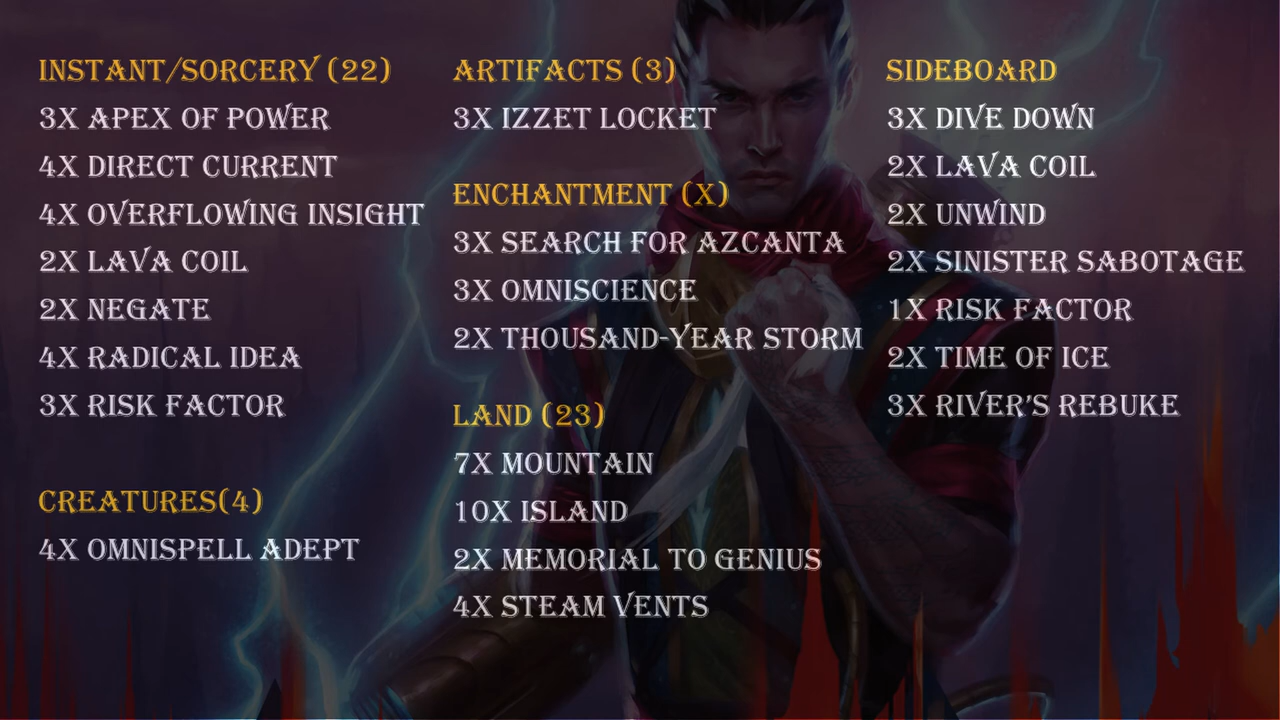 INSTANT/SORCERY (22)
3X APEX OF POWER
4X DIRECT CURRENT
4X OVERFLOWING INSIGHT
2X LAVA COIL
2X NEGATE
4X RADICAL IDEA
3X RISK FACTOR
CREATURES(4)
4X OMNISPELL ADEPT
ARTIFACTS (3)
3X IZZET LOCKET
ENCHANTMENT (X)
3X SEARCH FOR AZCANTA
3X OMNISCIENCE
2X THOUSAND-YEAR STORM
LAND (23)
7X MOUNTAIN
10X ISLAND
2X MEMORIAL TO GENIUS
4X STEAM VENTS
SIDEBOARD
3X DIVE DOWN
2X LAVA COIL
2X UNWIND
2X SINISTER SABOTAGE
1X RISK FACTOR
2X TIME OF ICE
3X RIVER'S REBUKE